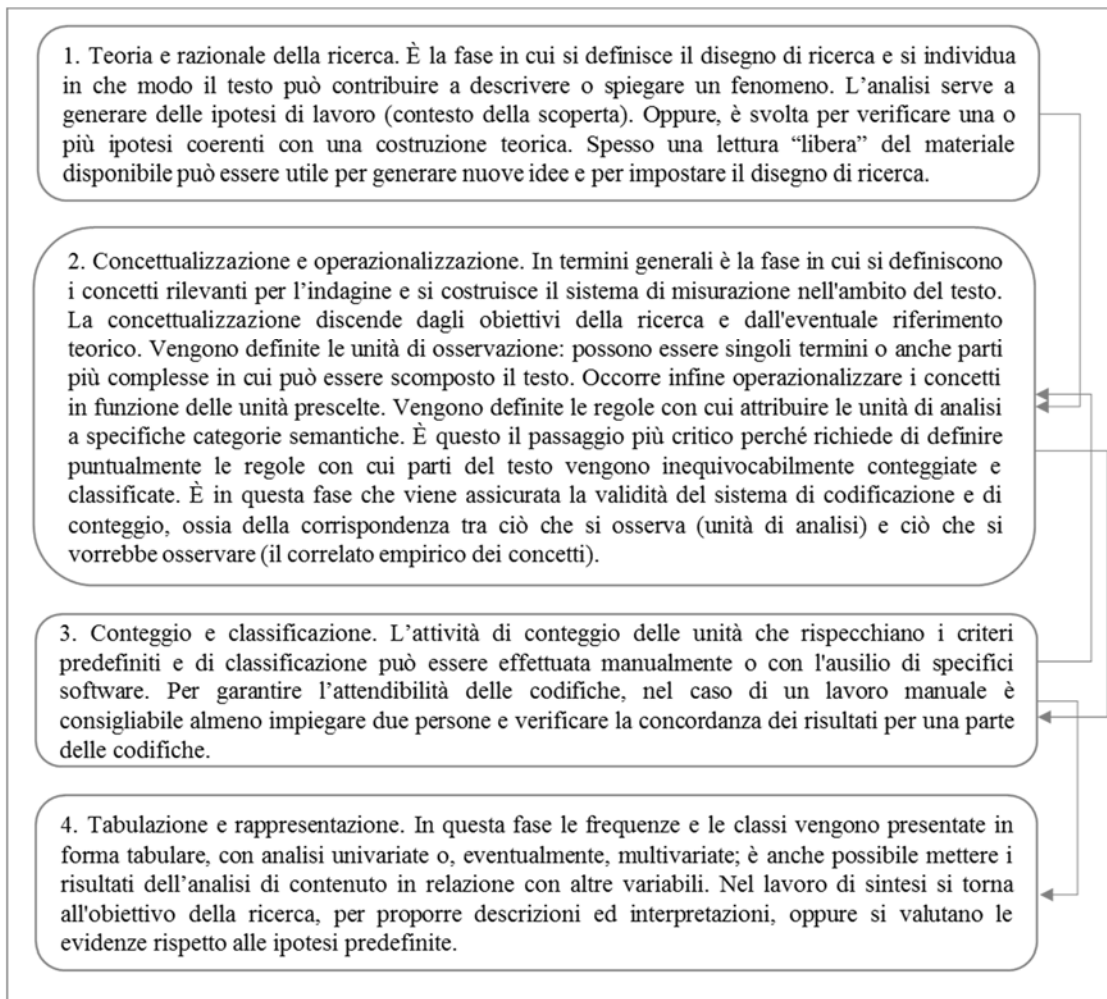 1. Teoria e razionale della ricerca. È la fase in cui si definisce il disegno di ricerca e si individua
in che modo il testo può contribuire a descrivere o spiegare un fenomeno. L’analisi serve a
generare delle ipotesi di lavoro (contesto della scoperta). Oppure, è svolta per verificare una o
più ipotesi coerenti con una costruzione teorica. Spesso una lettura “libera” del materiale
disponibile può essere utile per generare nuove idee e per impostare il disegno di ricerca.
2. Concettualizzazione e operazionalizzazione. In termini generali è la fase in cui si definiscono
i concetti rilevanti per l’indagine e si costruisce il sistema di misurazione nell'ambito del testo.
La concettualizzazione discende dagli obiettivi della ricerca e dall'eventuale riferimento
teorico. Vengono definite le unità di osservazione: possono essere singoli termini o anche parti
più complesse in cui può essere scomposto il testo. Occorre infine operazionalizzare i concetti
in funzione delle unità prescelte. Vengono definite le regole con cui attribuire le unità di analisi
a specifiche categorie semantiche. È questo il passaggio più critico perché richiede di definire
puntualmente le regole con cui parti del testo vengono inequivocabilmente conteggiate e
classificate. È in questa fase che viene assicurata la validità del sistema di codificazione e di
conteggio, ossia della corrispondenza tra ciò che si osserva (unità di analisi) e ciò che si
vorrebbe osservare (il correlato empirico dei concetti).
3. Conteggio e classificazione. L’attività di conteggio delle unità che rispecchiano i criteri
predefiniti e di classificazione può essere effettuata manualmente o con l'ausilio di specifici
software. Per garantire l’attendibilità delle codifiche, nel caso di un lavoro manuale è
consigliabile almeno impiegare due persone e verificare la concordanza dei risultati per una parte
delle codifiche.
4. Tabulazione e rappresentazione. In questa fase le frequenze e le classi vengono presentate in
forma tabulare, con analisi univariate o, eventualmente, multivariate; è anche possibile mettere i
risultati dell’analisi di contenuto in relazione con altre variabili. Nel lavoro di sintesi si torna
all'obiettivo della ricerca, per proporre descrizioni ed interpretazioni, oppure si valutano le
evidenze rispetto alle ipotesi predefinite.